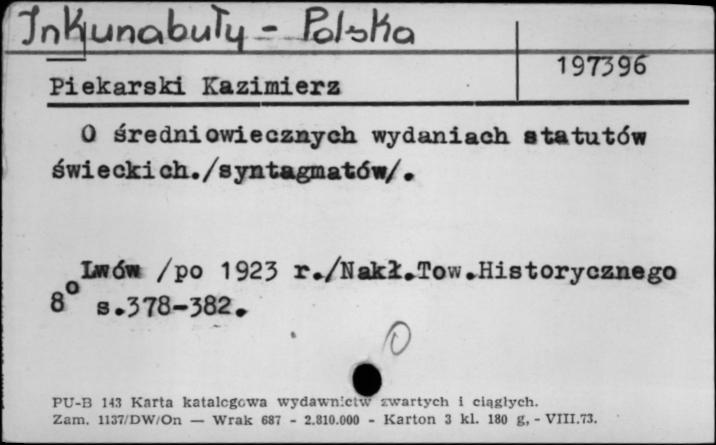 Inkunabuły - Polska
197396
Piekarski Kazimierz
O średniowiecznych wydaniach statutów
świeckich./syntagmatów/.
Lwów /po 1923 r./Nakł.Tow.Historycznego
8° s.378-382.
O
PU-B 143 Karta katalogowa wydawnictw zwartych i ciągłych.
Zam. 1137/DW/On — Wrak 687 - 2.810.000 - Karton 3 kl. 180 g, - VIII.73.